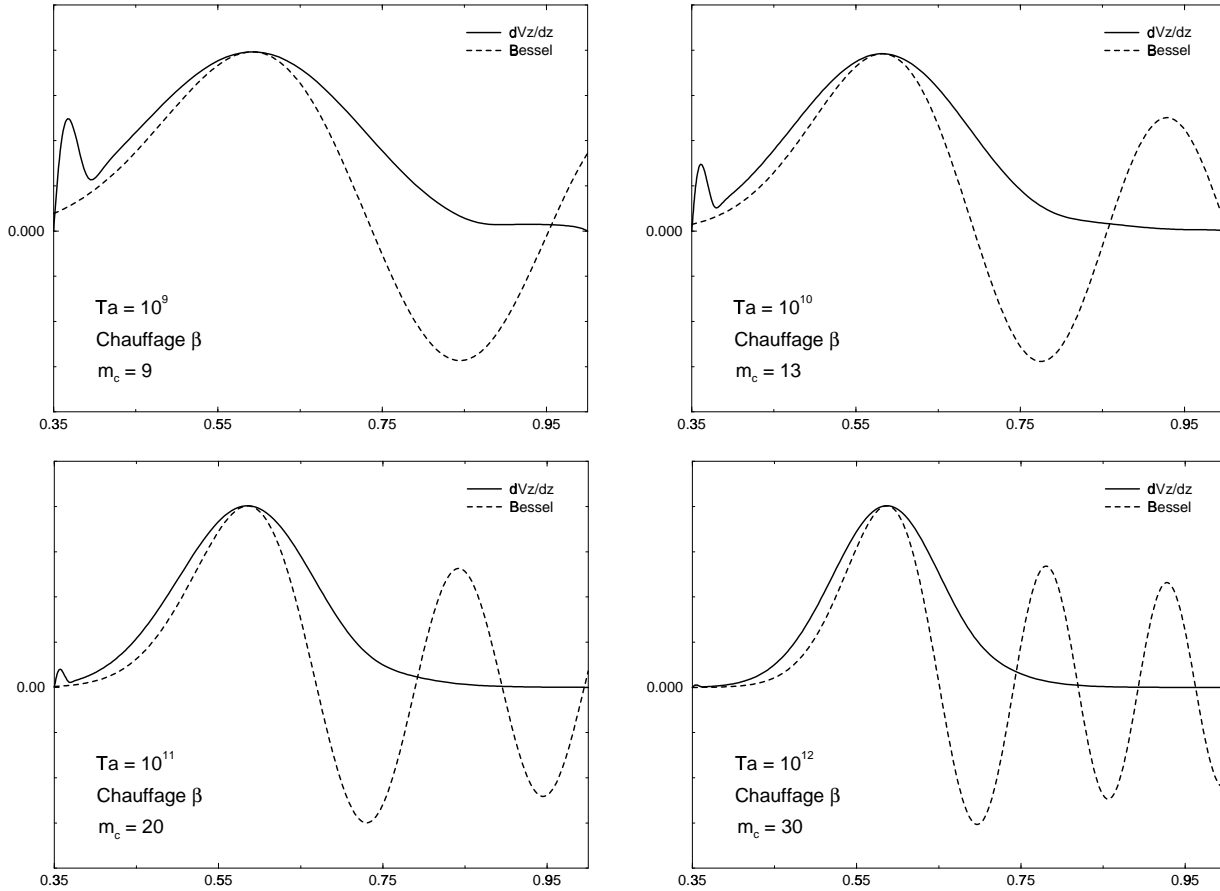 dVz/dz
Bessel
0.000
Ta = 10^9
Chauffage β
m_c = 9
0.35 0.55 0.75 0.95
dVz/dz
Bessel
0.000
Ta = 10^10
Chauffage β
m_c = 13
0.35 0.55 0.75 0.95
dVz/dz
Bessel
0.00
Ta = 10^11
Chauffage β
m_c = 20
0.35 0.55 0.75 0.95
dVz/dz
Bessel
0.000
Ta = 10^12
Chauffage β
m_c = 30
0.35 0.55 0.75 0.95